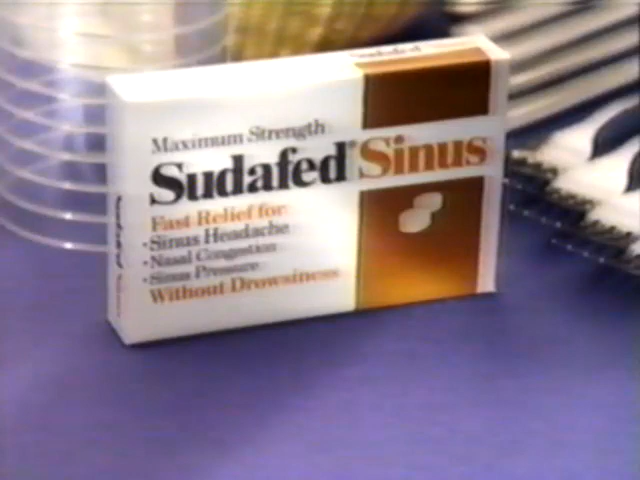 Maximum Strength
Sudafed® Sinus
Fast Relief for
• Sinus Headache
• Nasal Congestion
• Sinus Pressure
Without Drowsiness